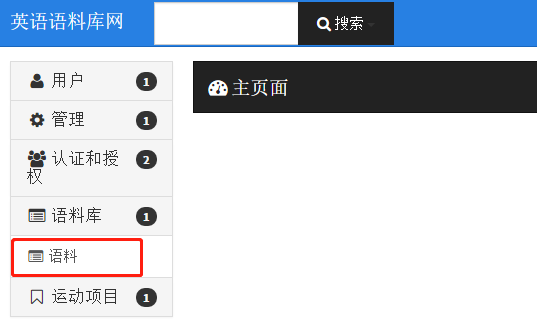 英语语料库网
搜索
用户 1
主页面
管理 1
认证和授权 2
语料库 1
语料
运动项目 1